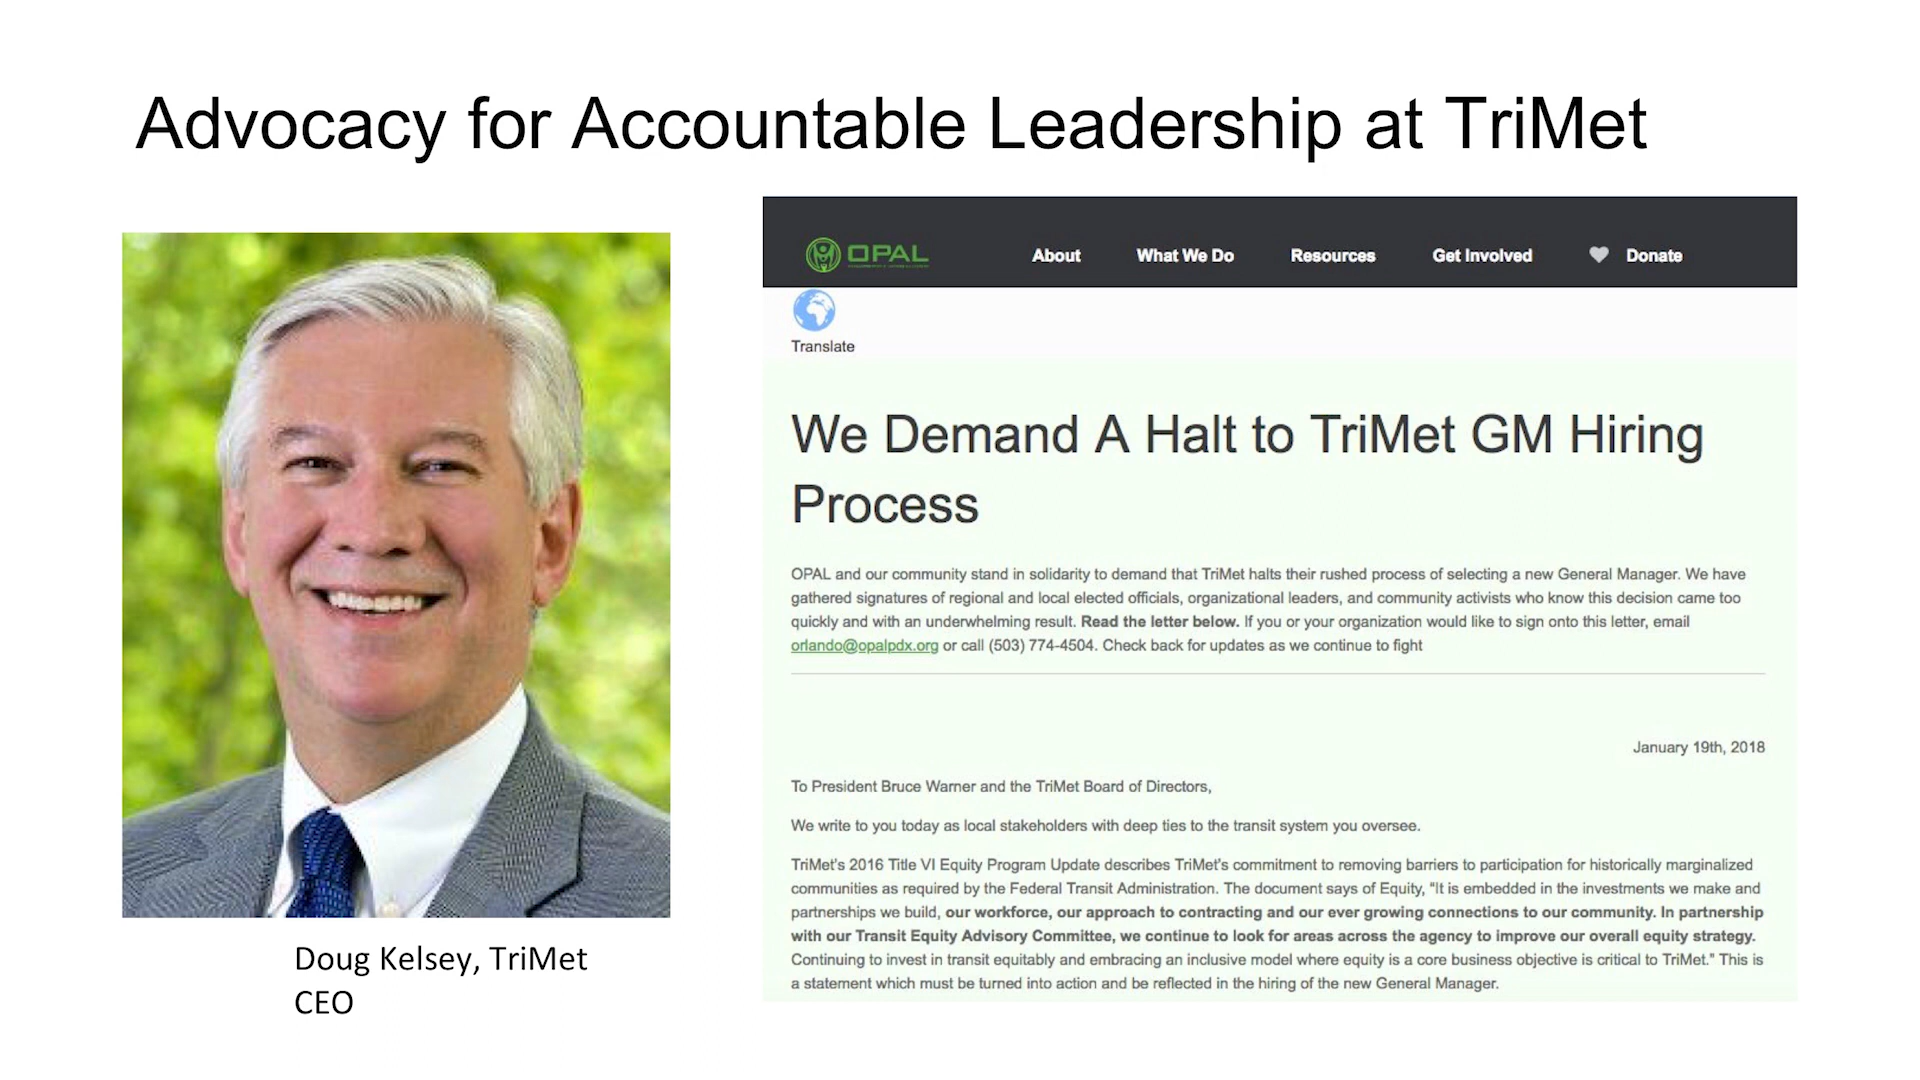 Advocacy for Accountable Leadership at TriMet
OPAL
About
What We Do
Resources
Get Involved
Donate
Translate
We Demand A Halt to TriMet GM Hiring
Process
OPAL and our community stand in solidarity to demand that TriMet halts their rushed process of selecting a new General Manager. We have
gathered signatures of regional and local elected officials, organizational leaders, and community activists who know this decision came too
quickly and with an underwhelming result. Read the letter below. If you or your organization would like to sign onto this letter, email
orlando@opalpdx.org or call (503) 774-4504. Check back for updates as we continue to fight
January 19th, 2018
To President Bruce Warner and the TriMet Board of Directors,
We write to you today as local stakeholders with deep ties to the transit system you oversee.
TriMet's 2016 Title VI Equity Program Update describes TriMet's commitment to removing barriers to participation for historically marginalized
communities as required by the Federal Transit Administration. The document says of Equity, “It is embedded in the investments we make and
partnerships we build, our workforce, our approach to contracting and our ever growing connections to our community. In partnership
with our Transit Equity Advisory Committee, we continue to look for areas across the agency to improve our overall equity strategy.
Continuing to invest in transit equitably and embracing an inclusive model where equity is a core business objective is critical to TriMet.” This is
a statement which must be turned into action and be reflected in the hiring of the new General Manager.
Doug Kelsey, TriMet
CEO